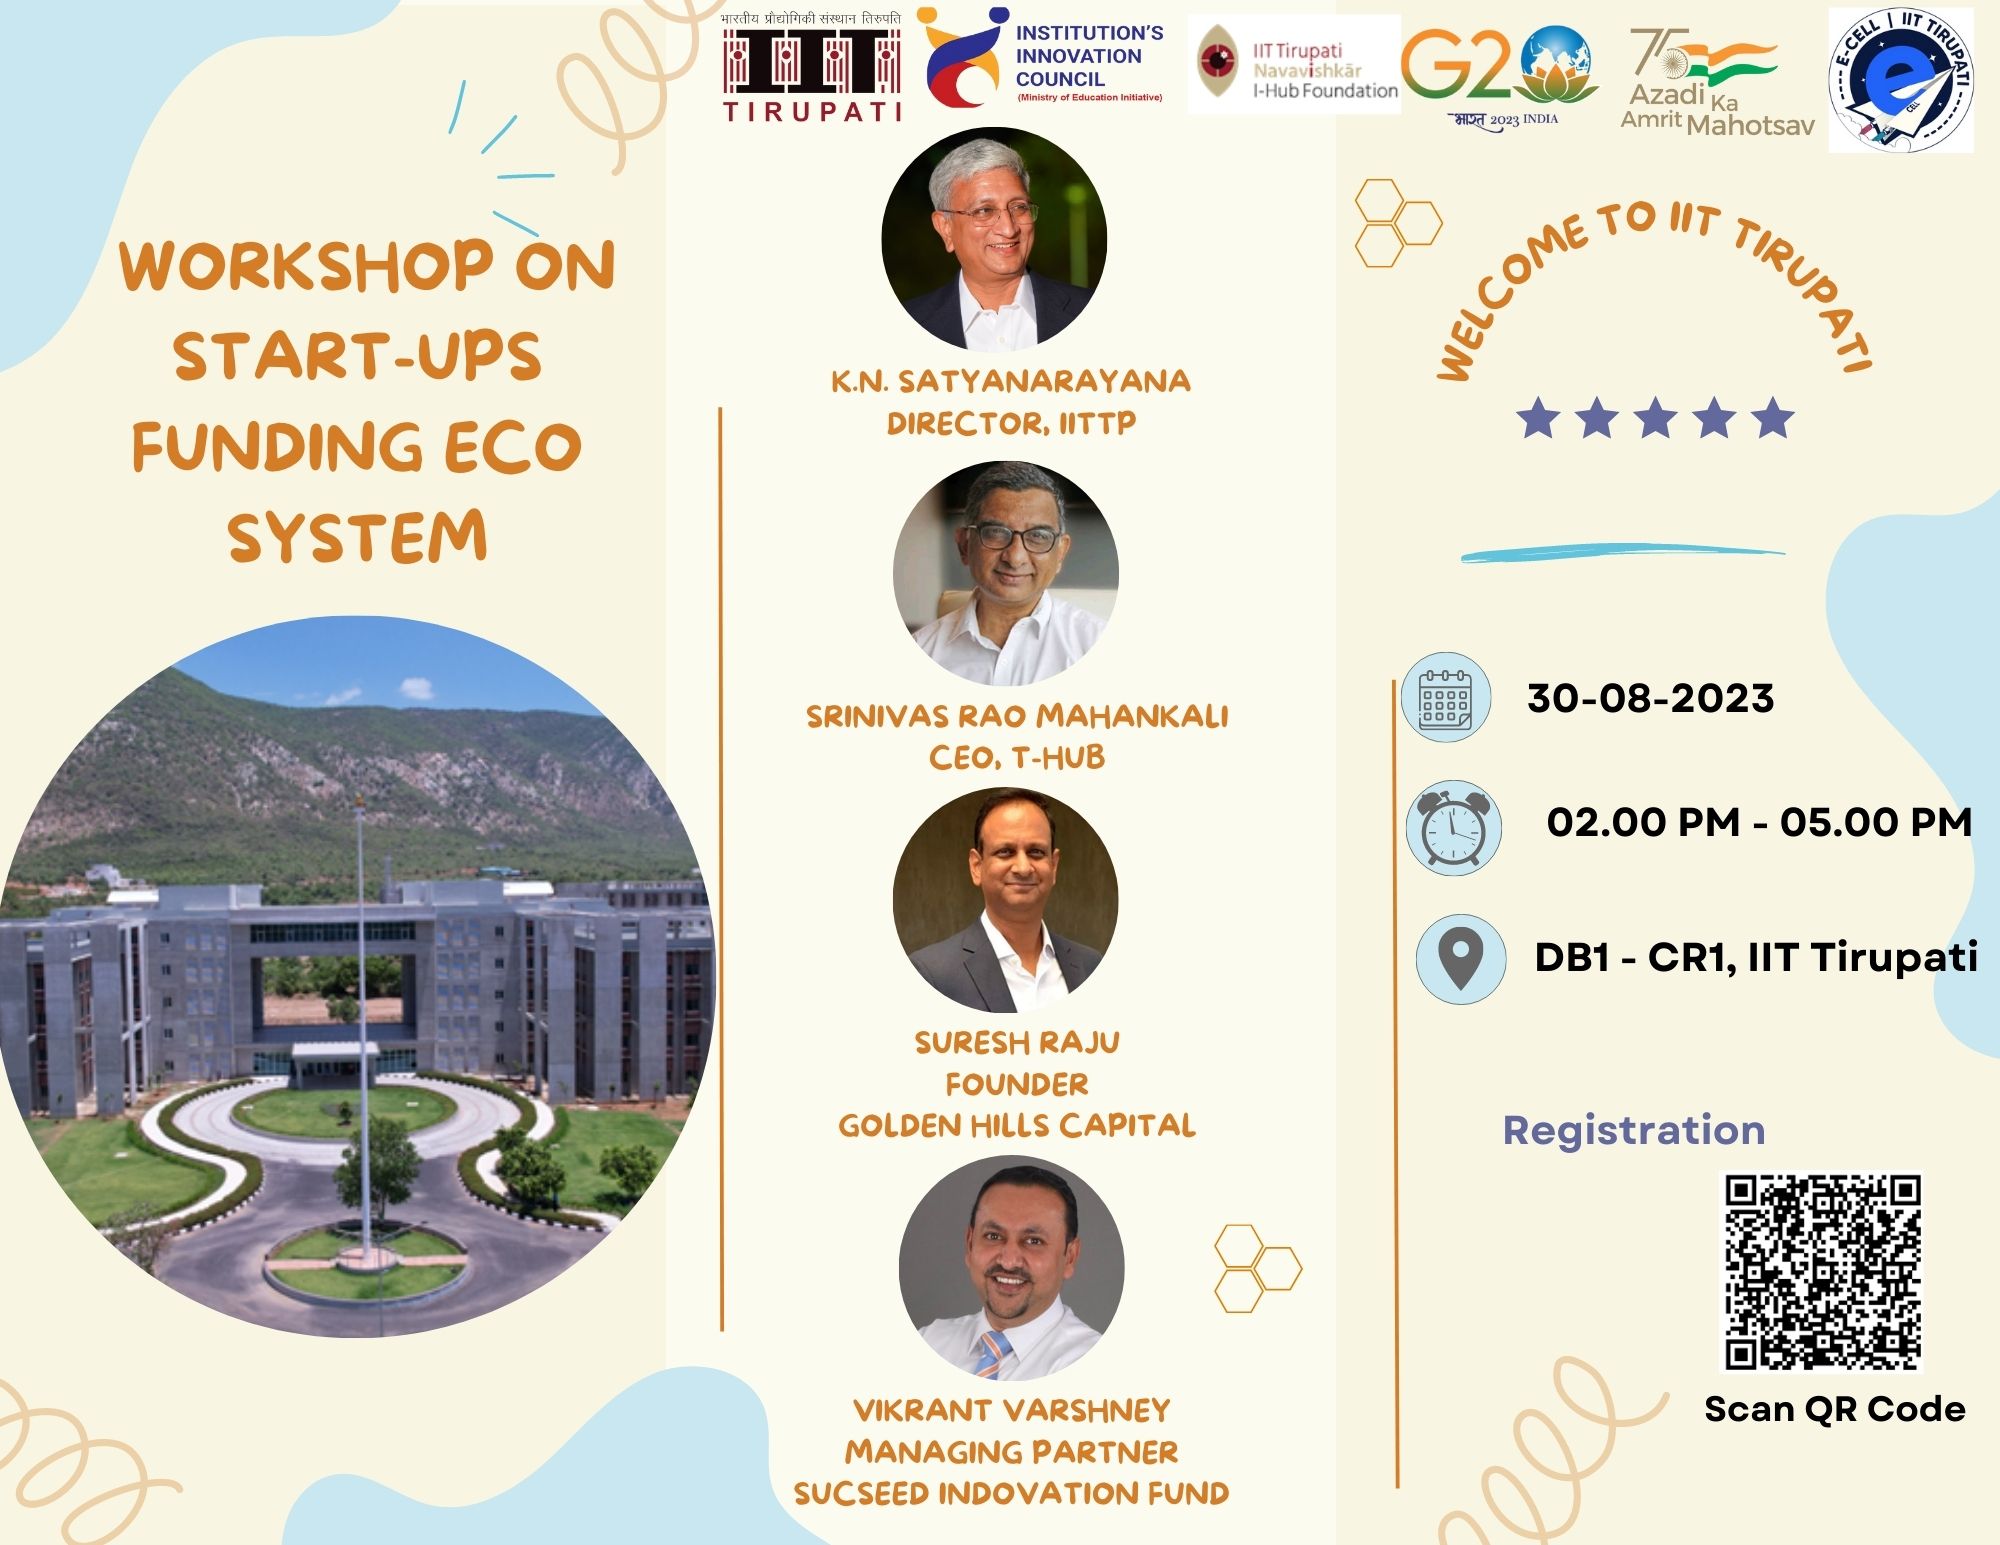 भारतीय प्रौद्योगिकी संस्थान तिरुपति
IIT
TIRUPATI
INSTITUTION'S
INNOVATION
COUNCIL
(Ministry of Education Initiative)
IIT Tirupati
Navavishkār
I-Hub Foundation
G20
भारत 2023 INDIA
75
Azadi Ka
Amrit Mahotsav
E-CELL | IIT TIRUPATI
e
CELL
WORKSHOP ON
START-UPS
FUNDING ECO
SYSTEM
K.N. SATYANARAYANA
DIRECTOR, IITTP
SRINIVAS RAO MAHANKALI
CEO, T-HUB
SURESH RAJU
FOUNDER
GOLDEN HILLS CAPITAL
VIKRANT VARSHNEY
MANAGING PARTNER
SUCSEED INDOVATION FUND
WELCOME TO IIT TIRUPATI
30-08-2023
02.00 PM - 05.00 PM
DB1 - CR1, IIT Tirupati
Registration
Scan QR Code